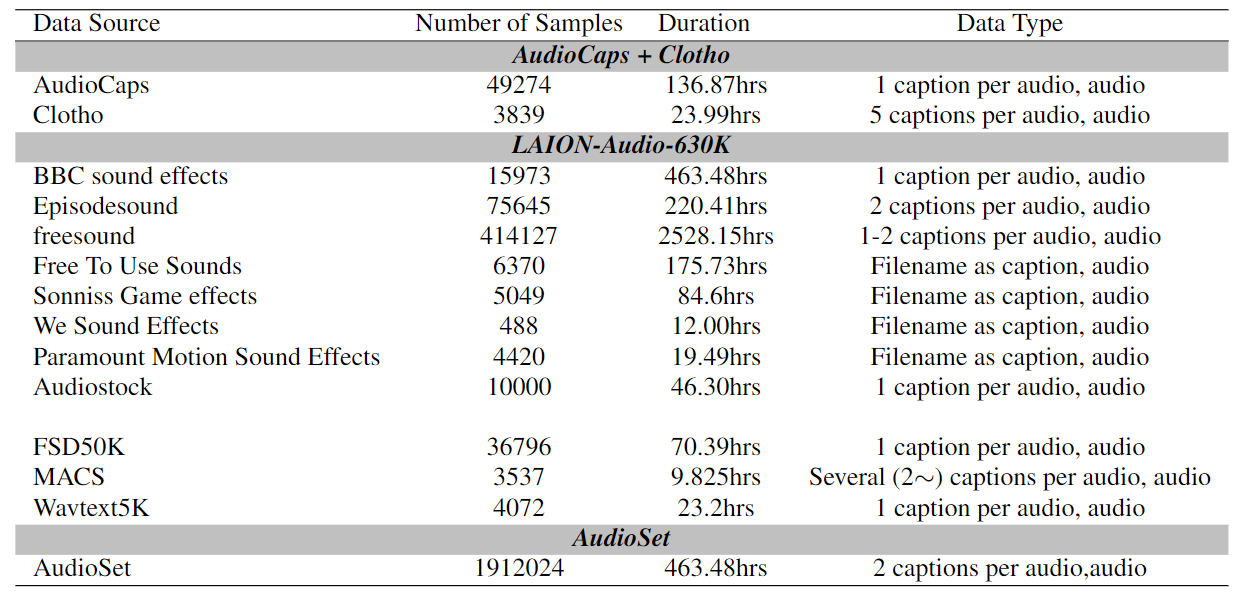 Data Source Number of Samples Duration Data Type
AudioCaps + Clotho
AudioCaps 49274 136.87hrs 1 caption per audio, audio
Clotho 3839 23.99hrs 5 captions per audio, audio
LAION-Audio-630K
BBC sound effects 15973 463.48hrs 1 caption per audio, audio
Episodesound 75645 220.41hrs 2 captions per audio, audio
freesound 414127 2528.15hrs 1-2 captions per audio, audio
Free To Use Sounds 6370 175.73hrs Filename as caption, audio
Sonniss Game effects 5049 84.6hrs Filename as caption, audio
We Sound Effects 488 12.00hrs Filename as caption, audio
Paramount Motion Sound Effects 4420 19.49hrs Filename as caption, audio
Audiostock 10000 46.30hrs 1 caption per audio, audio
FSD50K 36796 70.39hrs 1 caption per audio, audio
MACS 3537 9.825hrs Several (2∼) captions per audio, audio
Wavtext5K 4072 23.2hrs 1 caption per audio, audio
AudioSet
AudioSet 1912024 463.48hrs 2 captions per audio,audio